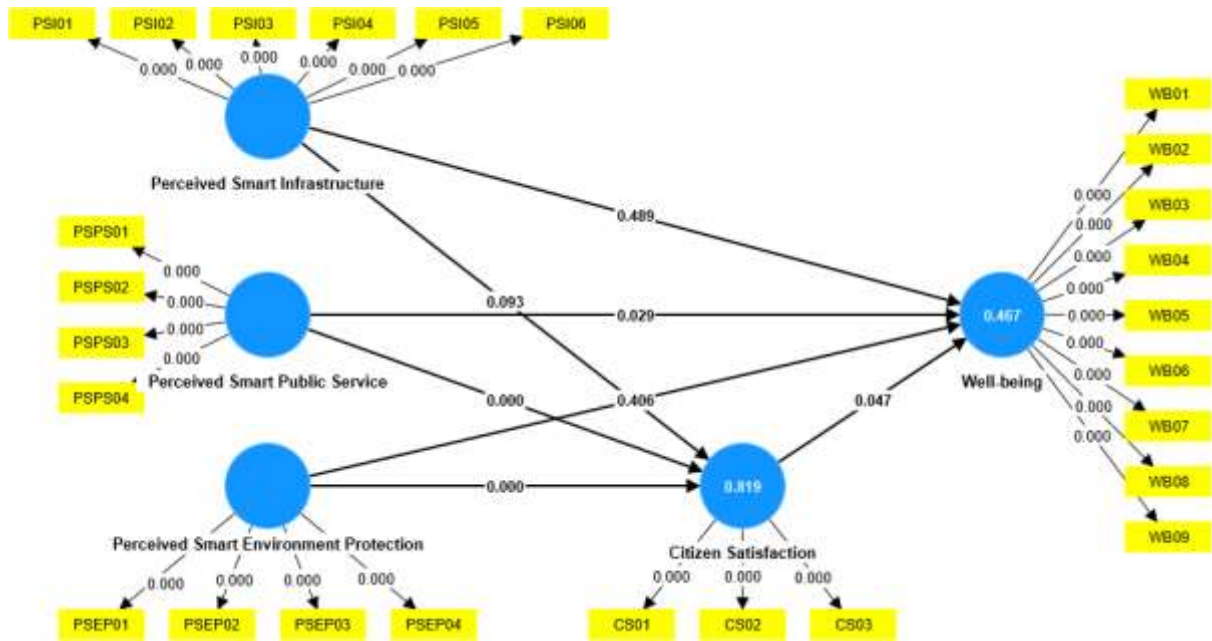 PSI01 PSI02 PSI03 PSI04 PSI05 PSI06
0.000 0.000 0.000 0.000 0.000 0.000
Perceived Smart Infrastructure
PSPS01
PSPS02
PSPS03
PSPS04
0.000
0.000
0.000
0.000
Perceived Smart Public Service
Perceived Smart Environment Protection
0.000 0.000 0.000 0.000
PSEP01 PSEP02 PSEP03 PSEP04
0.489
0.093
0.029
0.000
0.406
0.000
0.047
0.819
Citizen Satisfaction
0.000 0.000 0.000
CS01 CS02 CS03
0.467
Well-being
0.000
0.000
0.000
0.000
0.000
0.000
0.000
0.000
0.000
WB01
WB02
WB03
WB04
WB05
WB06
WB07
WB08
WB09